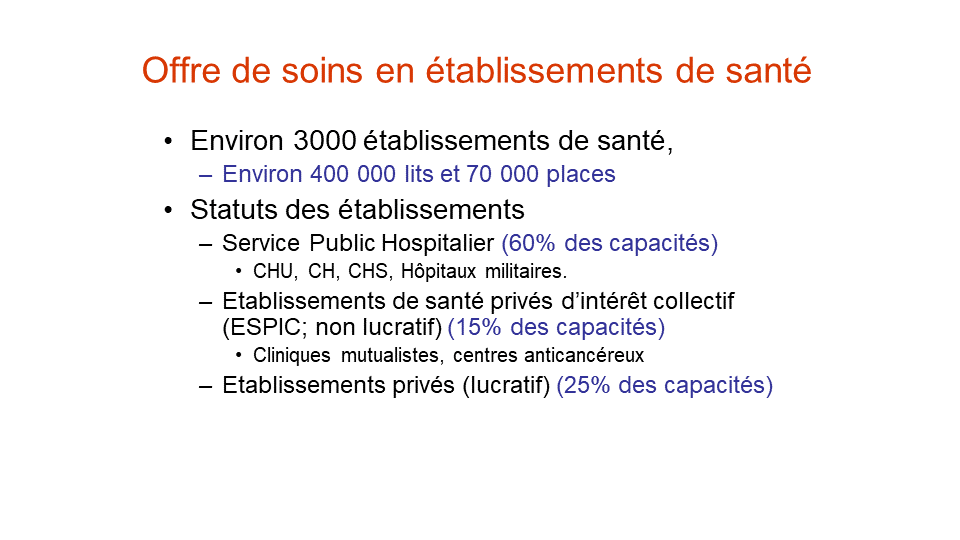 Offre de soins en établissements de santé
• Environ 3000 établissements de santé,
– Environ 400 000 lits et 70 000 places
• Statuts des établissements
– Service Public Hospitalier (60% des capacités)
• CHU, CH, CHS, Hôpitaux militaires.
– Etablissements de santé privés d’intérêt collectif
(ESPIC; non lucratif) (15% des capacités)
• Cliniques mutualistes, centres anticancéreux
– Etablissements privés (lucratif) (25% des capacités)